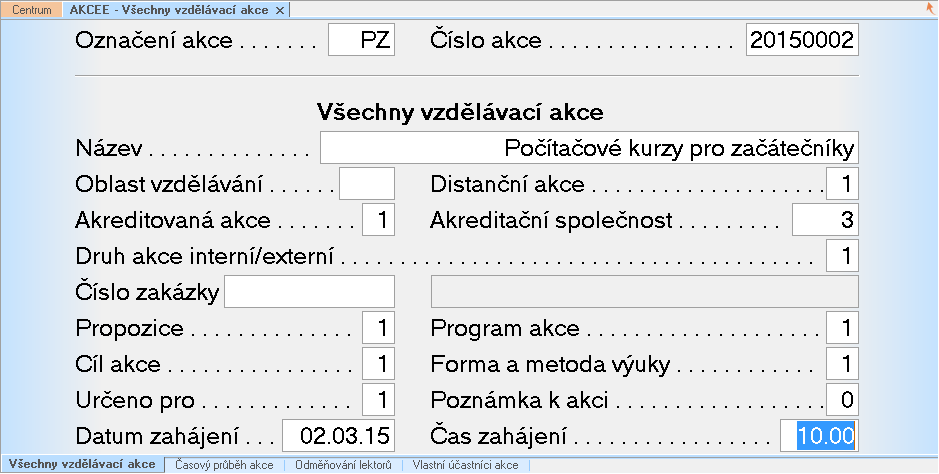 Centrum AKCEE - Všechny vzdělávací akce ×
Označení akce . . . . . . . PZ Číslo akce . . . . . . . . . . . . . . . 20150002
Všechny vzdělávací akce
Název . . . . . . . . . . . . . . Počítačové kurzy pro začátečníky
Oblast vzdělávání . . . . . . Distanční akce . . . . . . . . . . . . . . . . . . 1
Akreditovaná akce . . . . . . . 1 Akreditační společnost . . . . . . . . . 3
Druh akce interní/externí . . . . . . . . . . . . . . . . . . . . . . . . . . . . . . . . . . . . 1
Číslo zakázky
Propozice . . . . . . . . . . . . . 1 Program akce . . . . . . . . . . . . . . . . . . 1
Cíl akce . . . . . . . . . . . . . . . 1 Forma a metoda výuky . . . . . . . . . . . 1
Určeno pro . . . . . . . . . . . . 1 Poznámka k akci . . . . . . . . . . . . . . . . 0
Datum zahájení . . . 02.03.15 Čas zahájení . . . . . . . . . . . . . . . . 10.00
Všechny vzdělávací akce Časový průběh akce Odměňování lektorů Vlastní účastníci akce